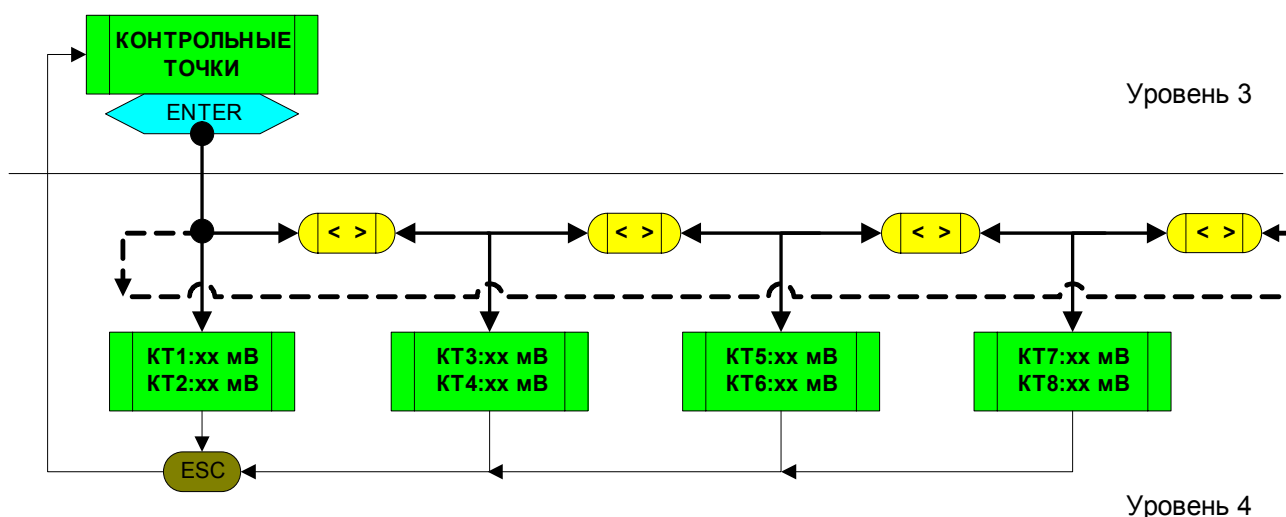 КОНТРОЛЬНЫЕ
ТОЧКИ
ENTER
Уровень 3
< >
< >
< >
< >
КТ1:xx мВ
КТ2:xx мВ
КТ3:xx мВ
КТ4:xx мВ
КТ5:xx мВ
КТ6:xx мВ
КТ7:xx мВ
КТ8:xx мВ
ESC
Уровень 4